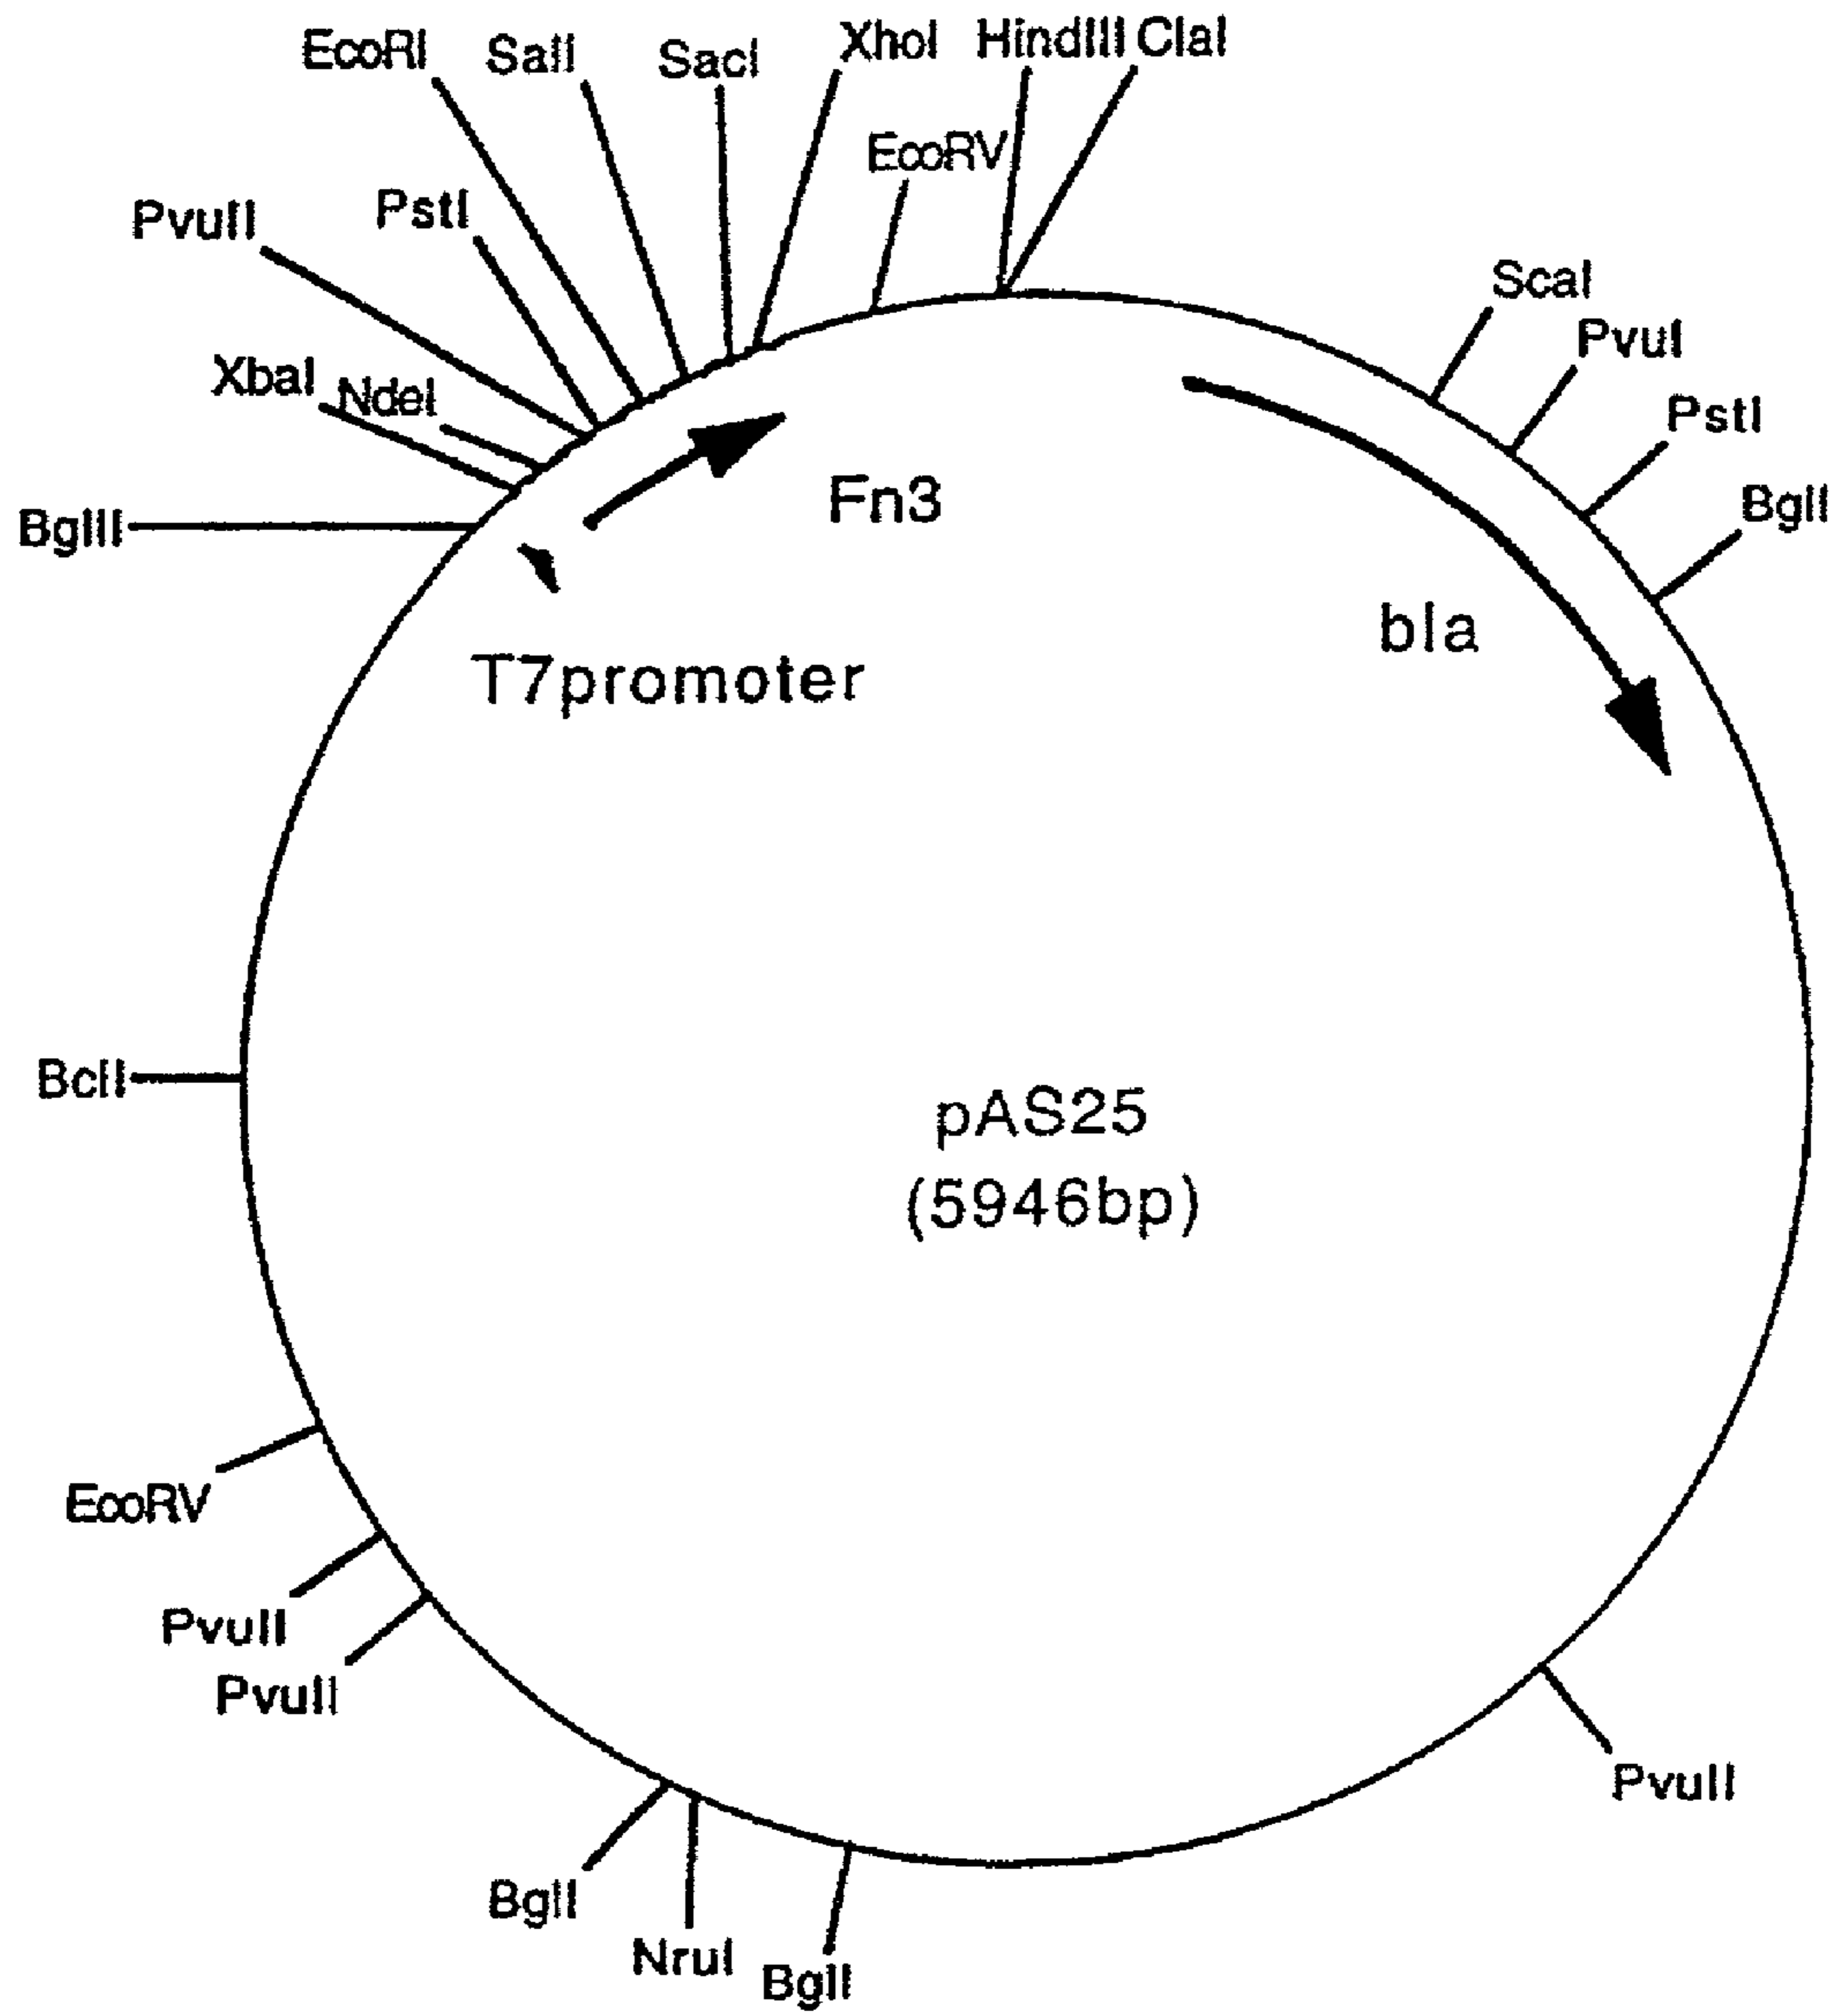 EcoRI
SalI
SacI
XhoI
HindIII
ClaI
EcoRV
PvuII
PstI
XbaI
NdeI
BglII
ScaI
PvuI
PstI
BglI
Fn3
bla
T7promoter
BclI
pAS25
(5946bp)
EcoRV
PvuII
PvuII
PvuII
BglI
NruI
BglI